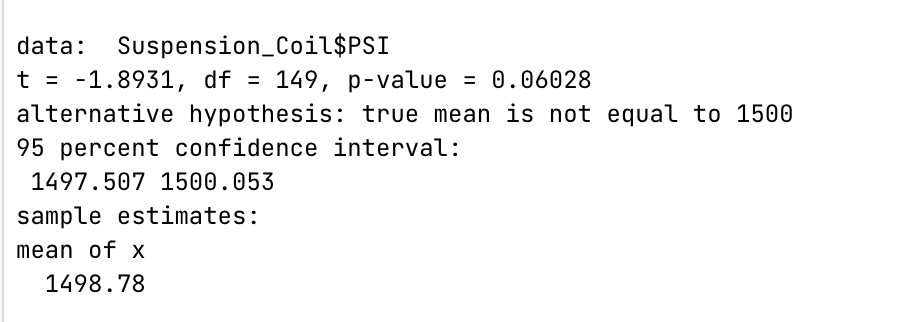 data:  Suspension_Coil$PSI
t = -1.8931, df = 149, p-value = 0.06028
alternative hypothesis: true mean is not equal to 1500
95 percent confidence interval:
 1497.507 1500.053
sample estimates:
mean of x
  1498.78